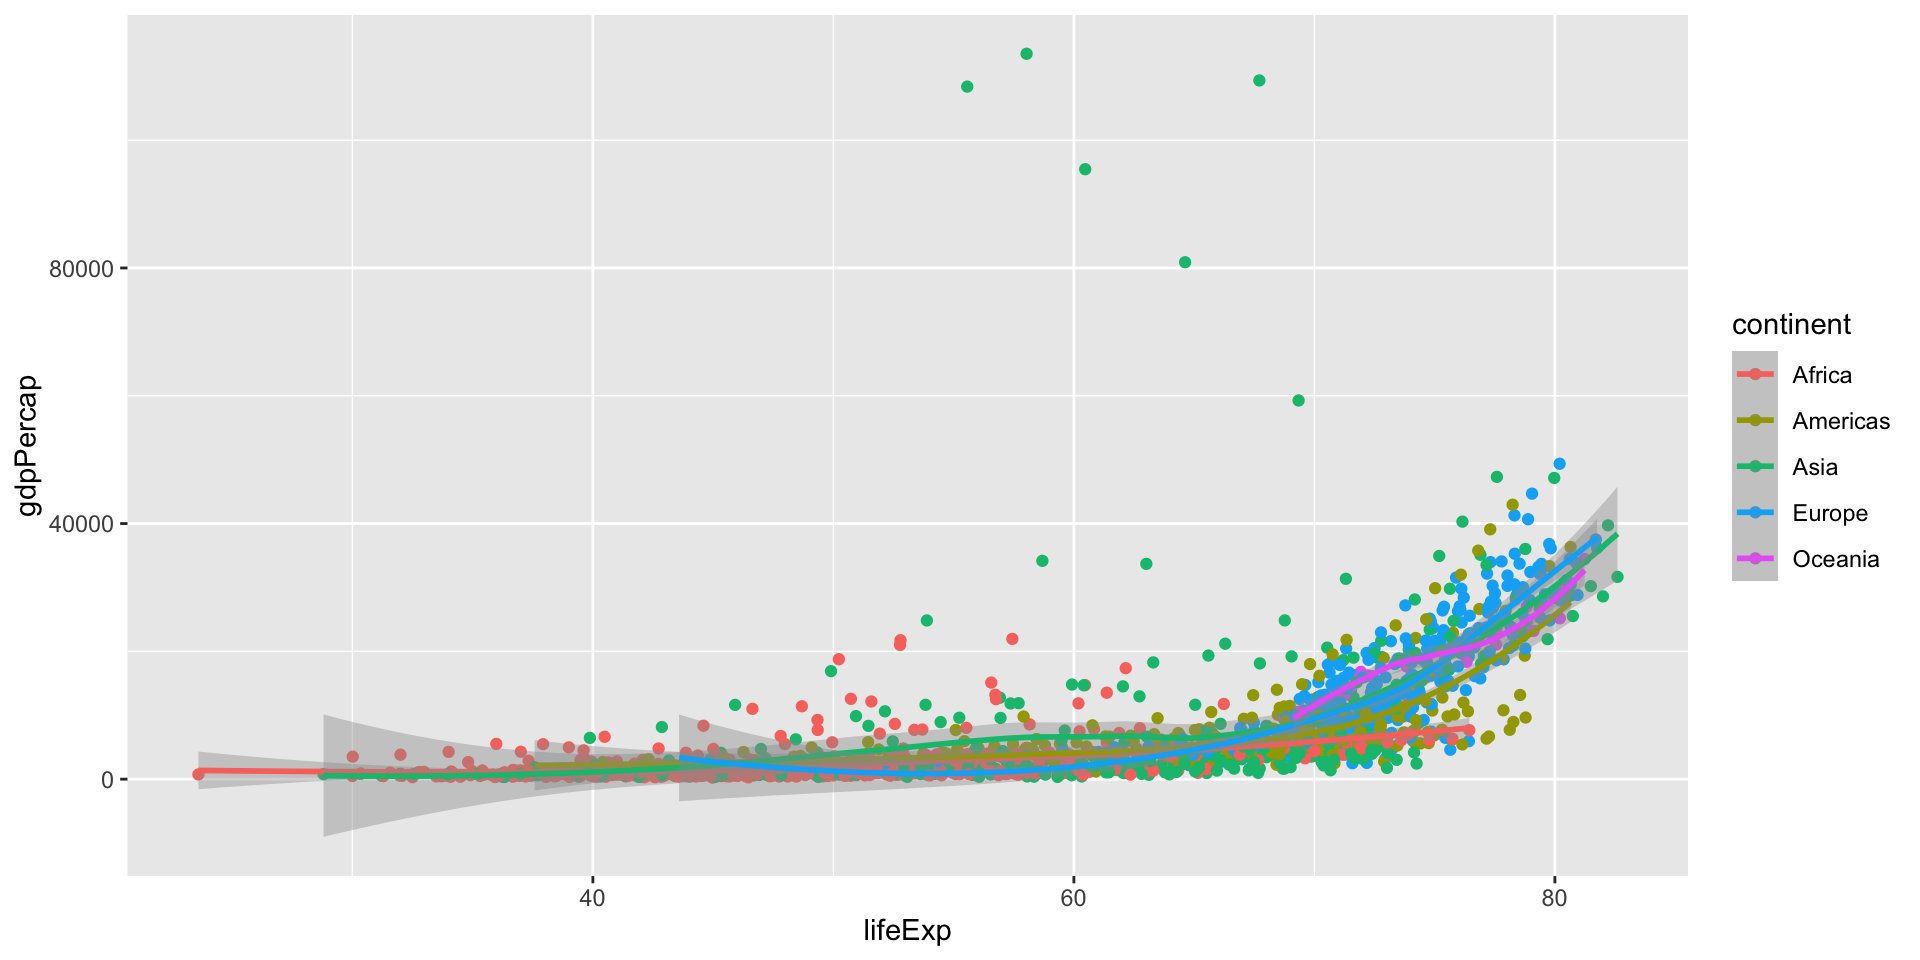 gdpPercap
80000
40000
0
40
60
80
lifeExp
continent
Africa
Americas
Asia
Europe
Oceania